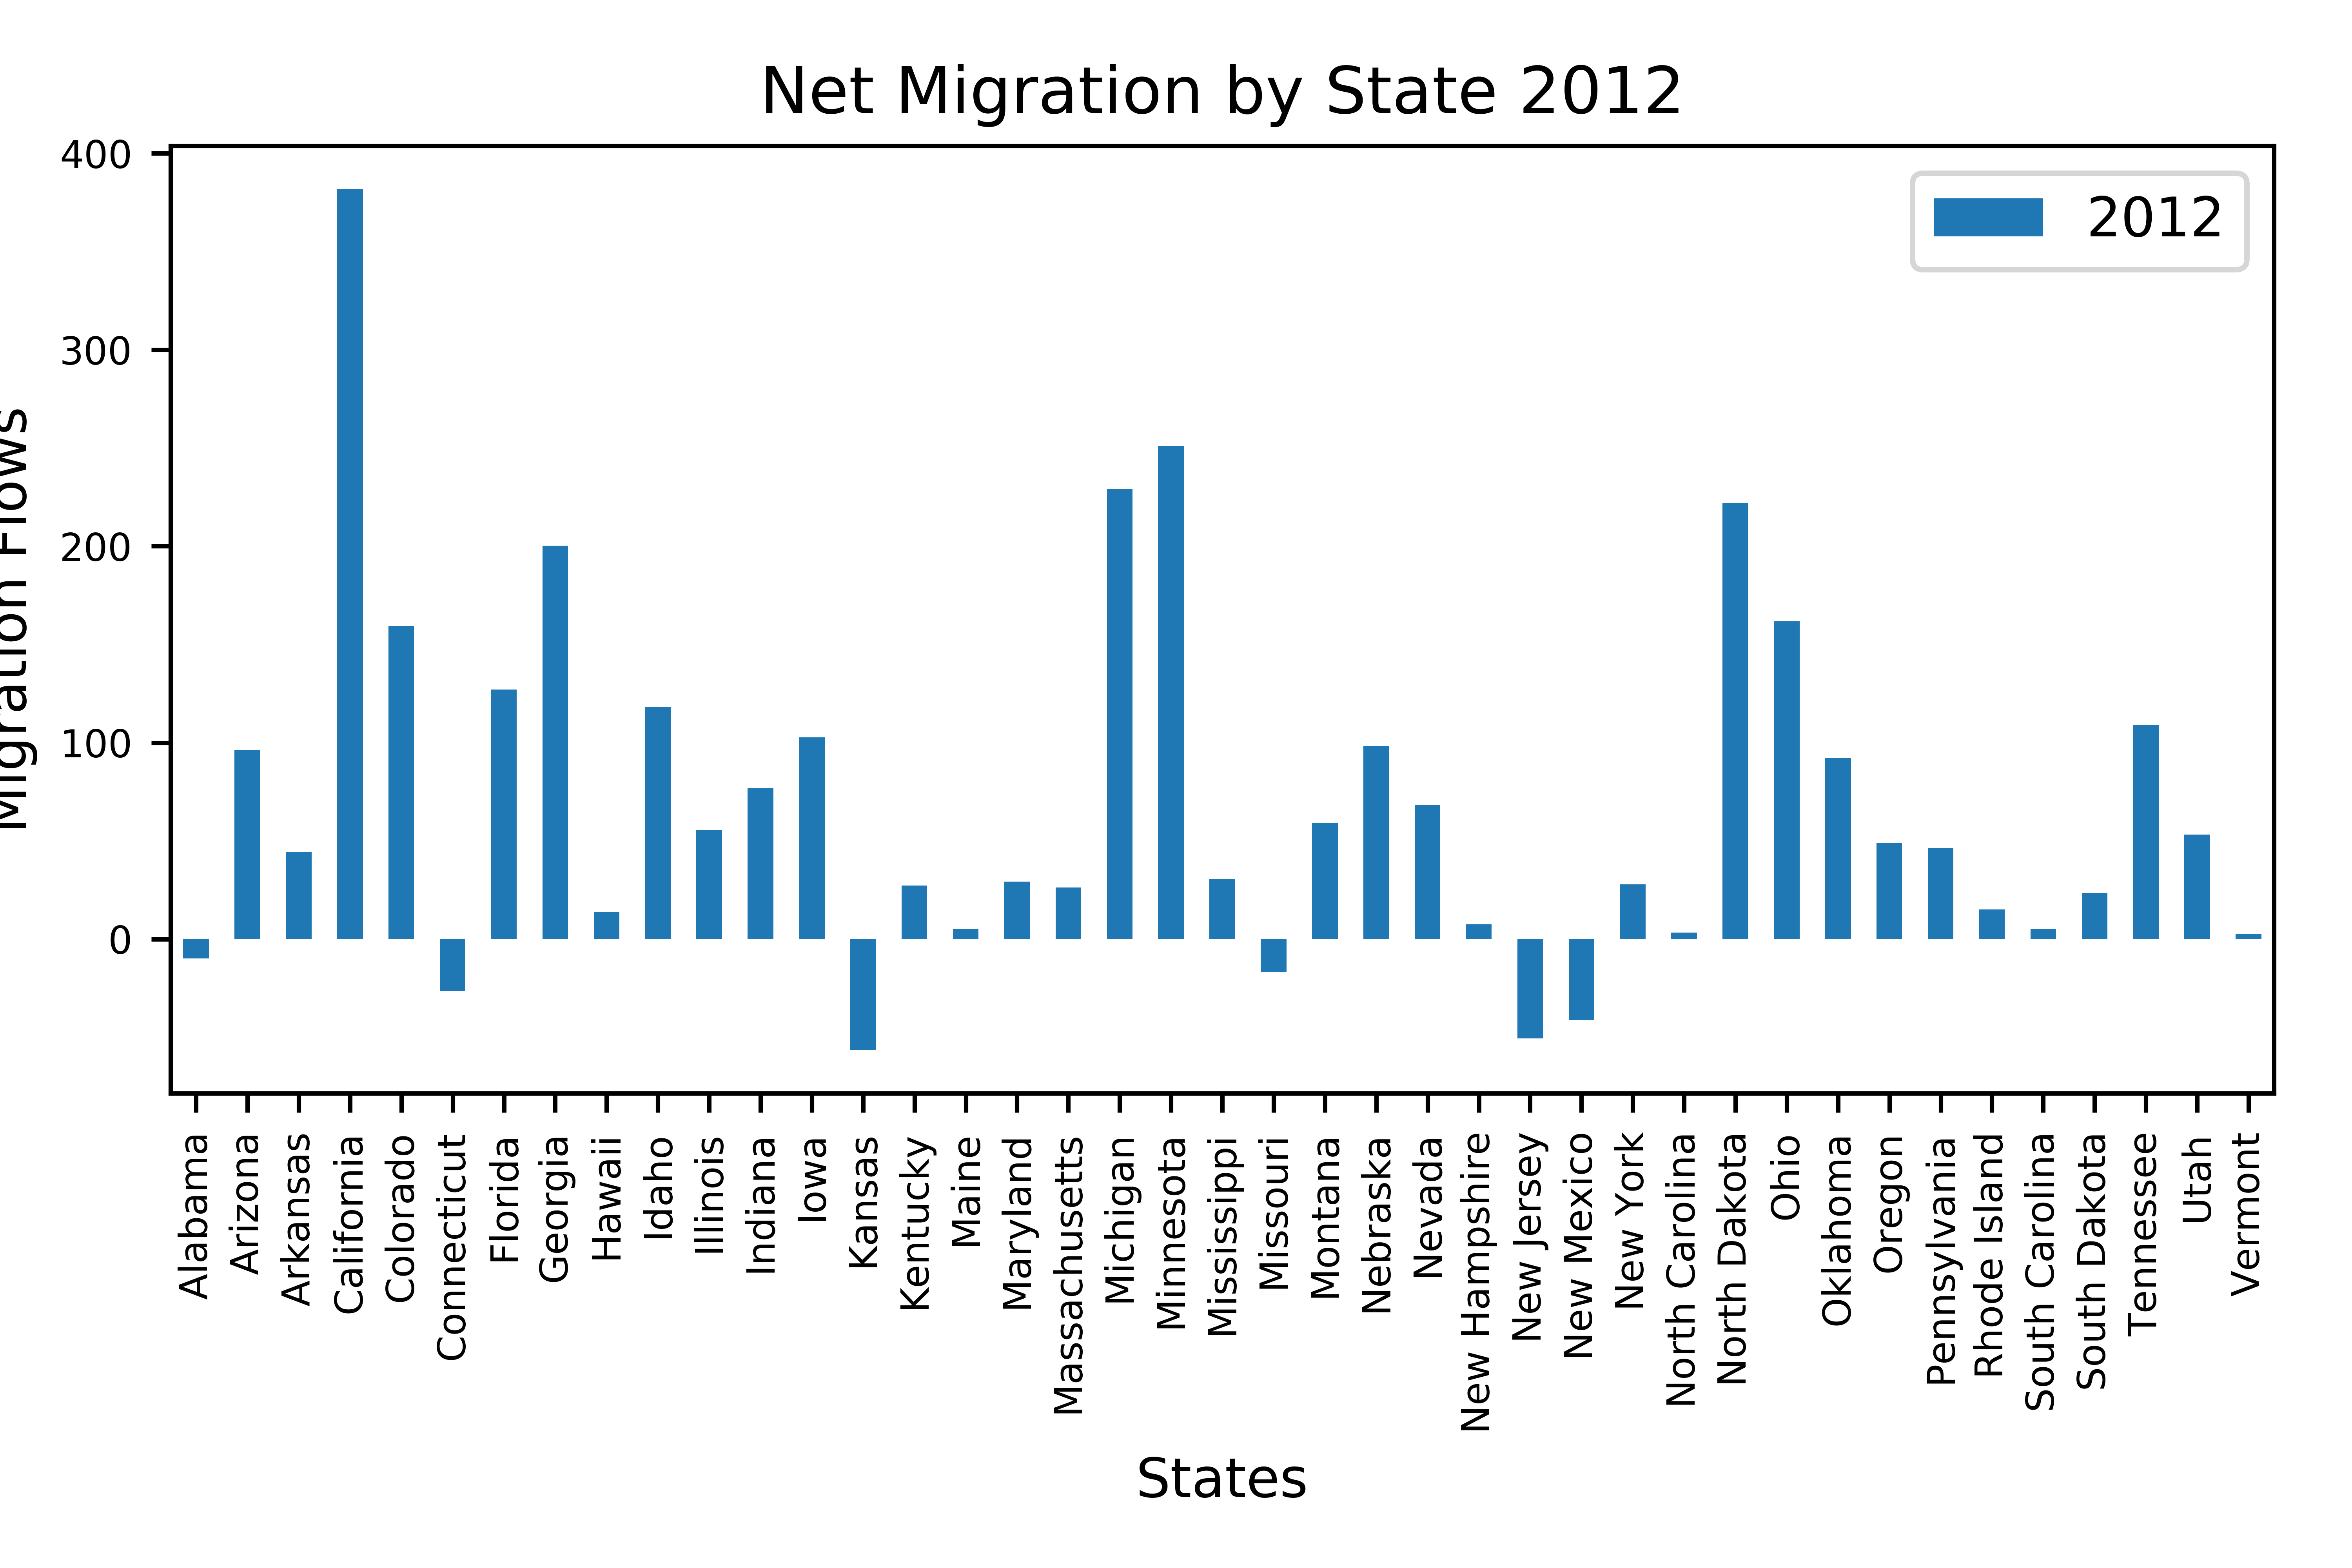 Net Migration by State 2012
400
300
200
100
0
2012
Migration Flows
Alabama
Arizona
Arkansas
California
Colorado
Connecticut
Florida
Georgia
Hawaii
Idaho
Illinois
Indiana
Iowa
Kansas
Kentucky
Maine
Maryland
Massachusetts
Michigan
Minnesota
Mississippi
Missouri
Montana
Nebraska
Nevada
New Hampshire
New Jersey
New Mexico
New York
North Carolina
North Dakota
Ohio
Oklahoma
Oregon
Pennsylvania
Rhode Island
South Carolina
South Dakota
Tennessee
Utah
Vermont
States